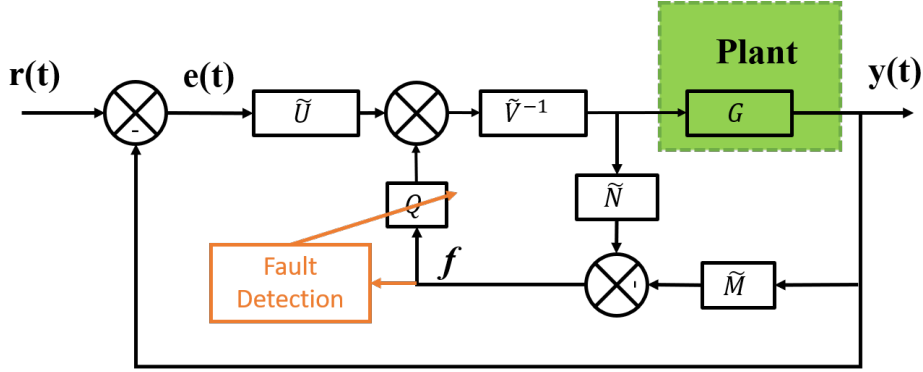 Plant
r(t)
e(t)
y(t)
Ũ
Ṽ⁻¹
G
-
Q
Ñ
f
-
M̃
Fault
Detection